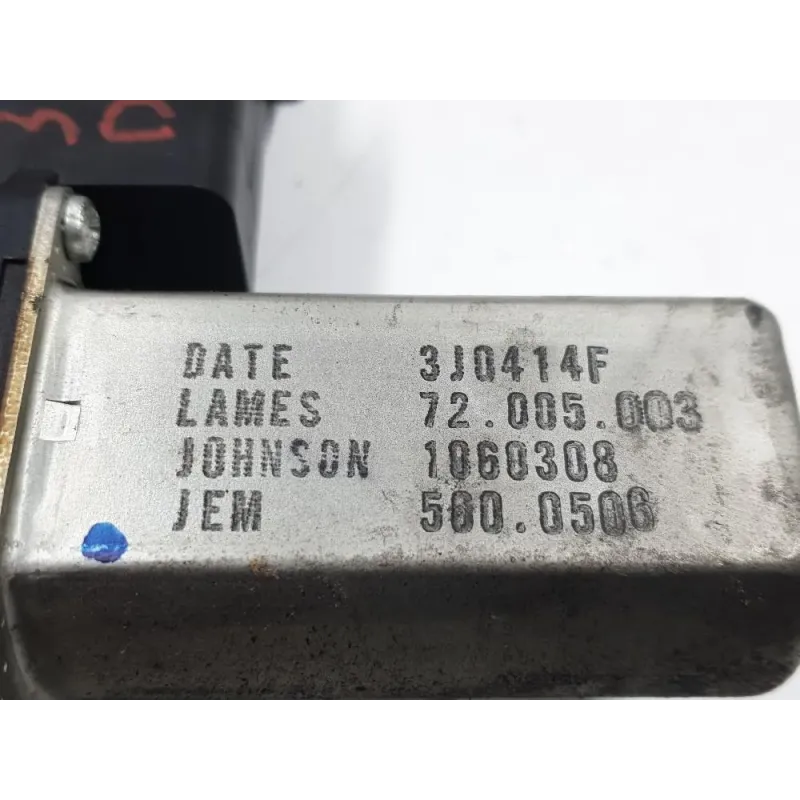 DATE 3J0414F
LAMES 72.005.003
JOHNSON 1060308
JEM 500.0506